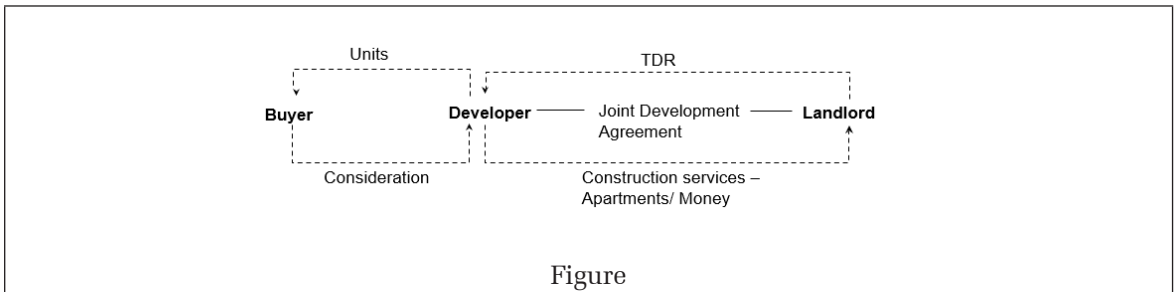 Units
TDR
Buyer
Developer
Joint Development
Agreement
Landlord
Consideration
Construction services –
Apartments/ Money
Figure